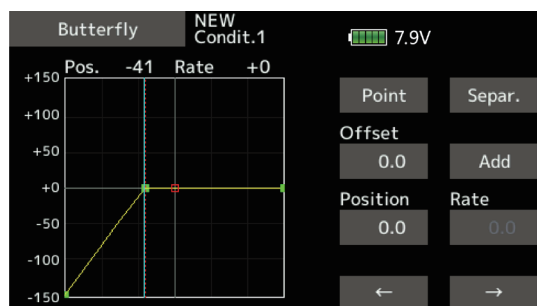 Butterfly
NEW
Condit.1
7.9V
Pos. -41 Rate +0
+150
+100
+50
+0
-50
-100
-150
Point
Separ.
Offset
0.0
Add
Position
Rate
0.0
0.0
←
→